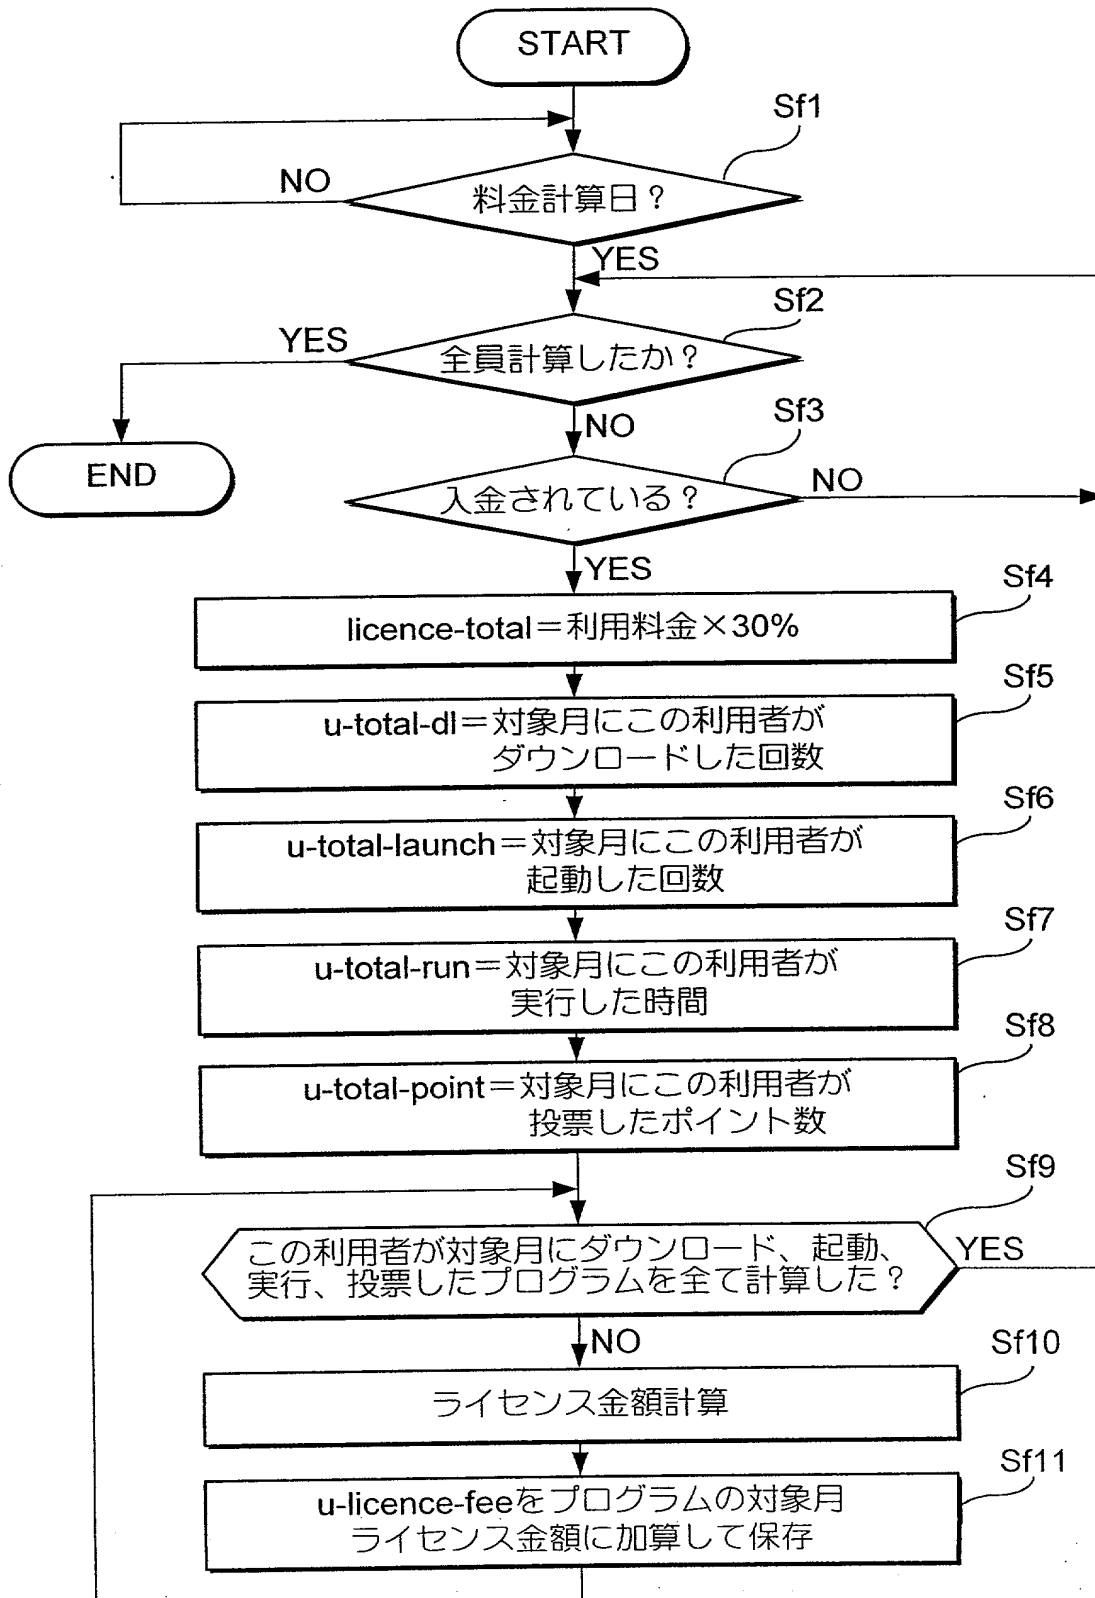 START
Sf1
NO
料金計算日？
YES
Sf2
YES
全員計算したか？
NO
Sf3
END
入金されている？
NO
YES
Sf4
licence-total＝利用料金×30%
Sf5
u-total-dl＝対象月にこの利用者が
ダウンロードした回数
Sf6
u-total-launch＝対象月にこの利用者が
起動した回数
Sf7
u-total-run＝対象月にこの利用者が
実行した時間
Sf8
u-total-point＝対象月にこの利用者が
投票したポイント数
Sf9
この利用者が対象月にダウンロード、起動、
実行、投票したプログラムを全て計算した？
YES
NO
Sf10
ライセンス金額計算
Sf11
u-licence-feeをプログラムの対象月
ライセンス金額に加算して保存